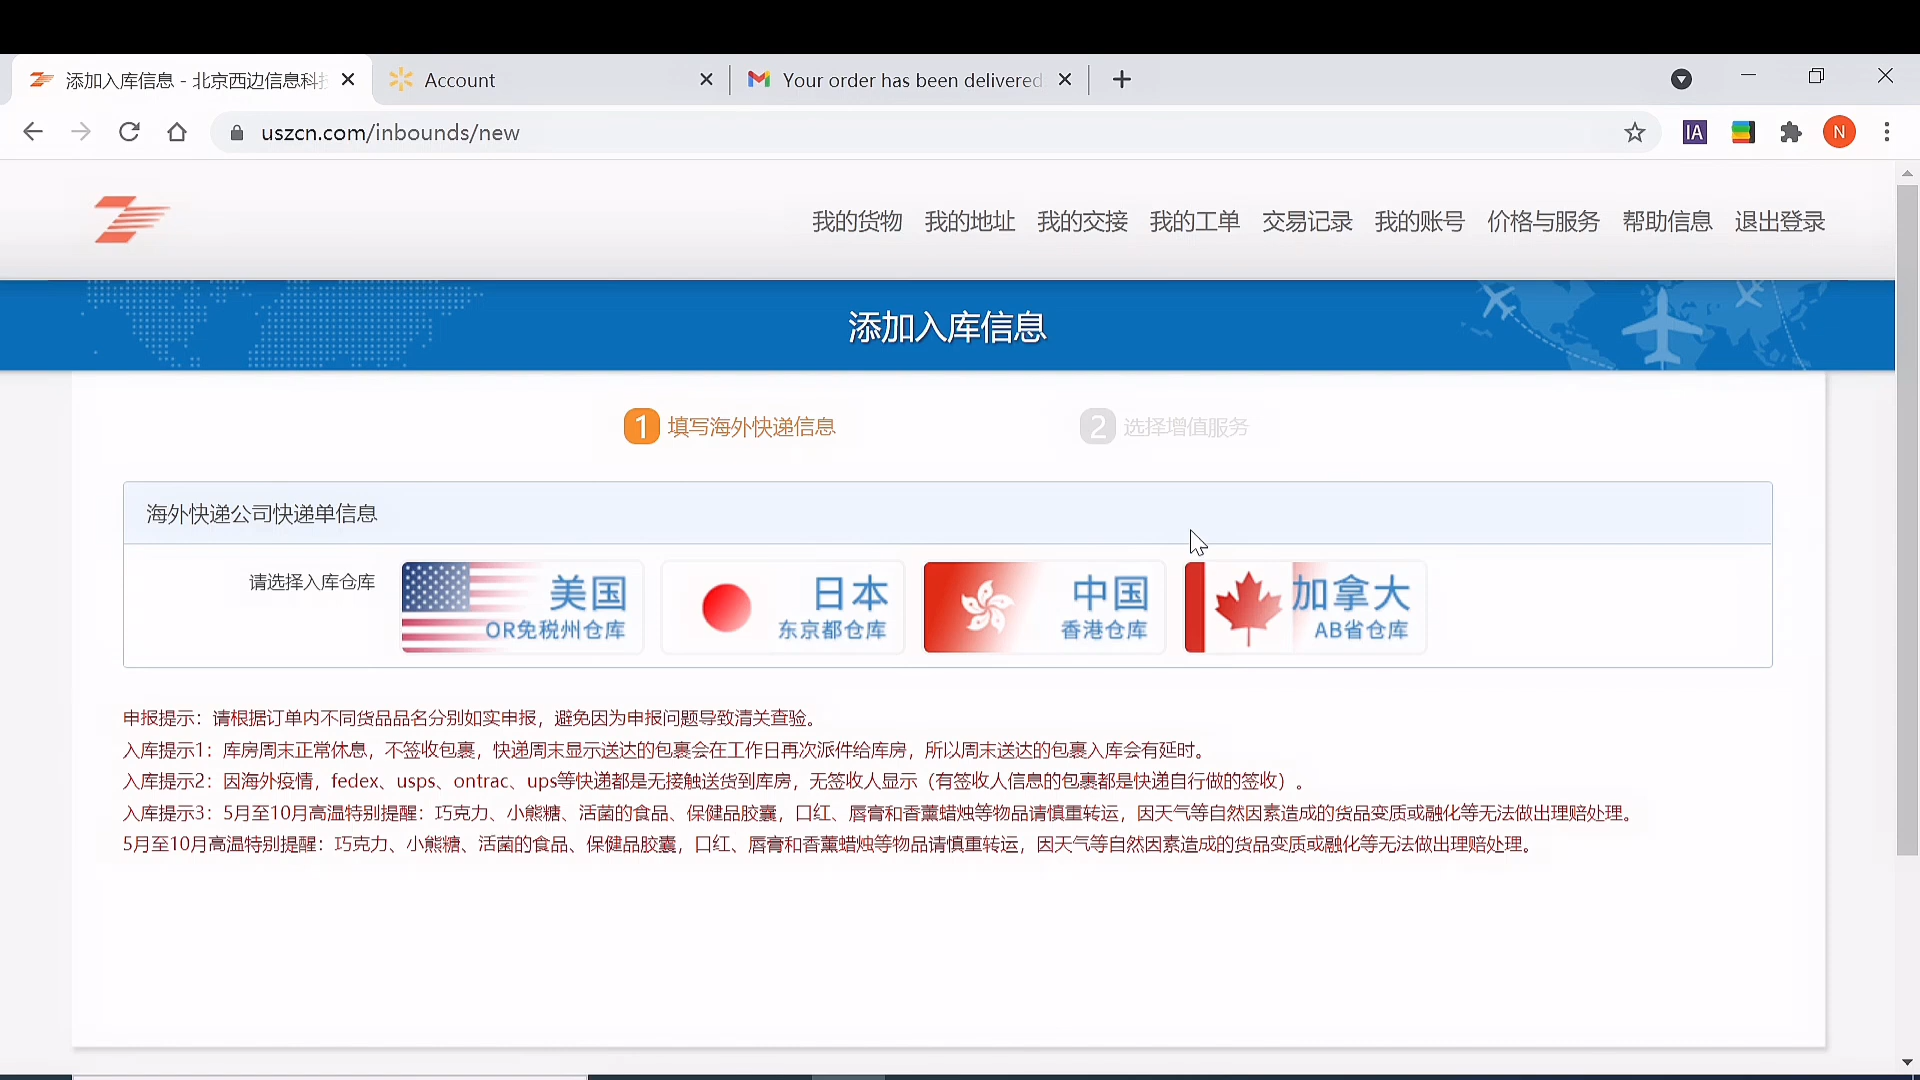 添加入库信息 - 北京西边信息科技
Account
Your order has been delivered
uszcn.com/inbounds/new
IA
N
我的货物 我的地址 我的交接 我的工单 交易记录 我的账号 价格与服务 帮助信息 退出登录
添加入库信息
1 填写海外快递信息
2 选择增值服务
海外快递公司快递单信息
请选择入库仓库
美国
OR免税州仓库
日本
东京都仓库
中国
香港仓库
加拿大
AB省仓库
申报提示：请根据订单内不同货品品名分别如实申报，避免因为申报问题导致清关查验。
入库提示1：库房周末正常休息，不签收包裹，快递周末显示送达的包裹会在工作日再次派件给库房，所以周末送达的包裹入库会有延时。
入库提示2：因海外疫情，fedex、usps、ontrac、ups等快递都是无接触送货到库房，无签收人显示（有签收人信息的包裹都是快递自行做的签收）。
入库提示3：5月至10月高温特别提醒：巧克力、小熊糖、活菌的食品、保健品胶囊，口红、唇膏和香薰蜡烛等物品请慎重转运，因天气等自然因素造成的货品变质或融化等无法做出理赔处理。
5月至10月高温特别提醒：巧克力、小熊糖、活菌的食品、保健品胶囊，口红、唇膏和香薰蜡烛等物品请慎重转运，因天气等自然因素造成的货品变质或融化等无法做出理赔处理。